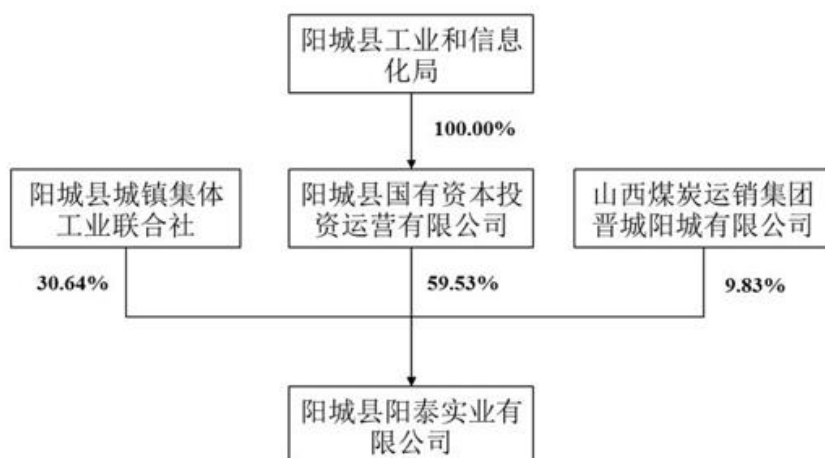 阳城县工业和信息
化局
100.00%
阳城县城镇集体
工业联合社
阳城县国有资本投
资运营有限公司
山西煤炭运销集团
晋城阳城有限公司
30.64%
59.53%
9.83%
阳城县阳泰实业有
限公司